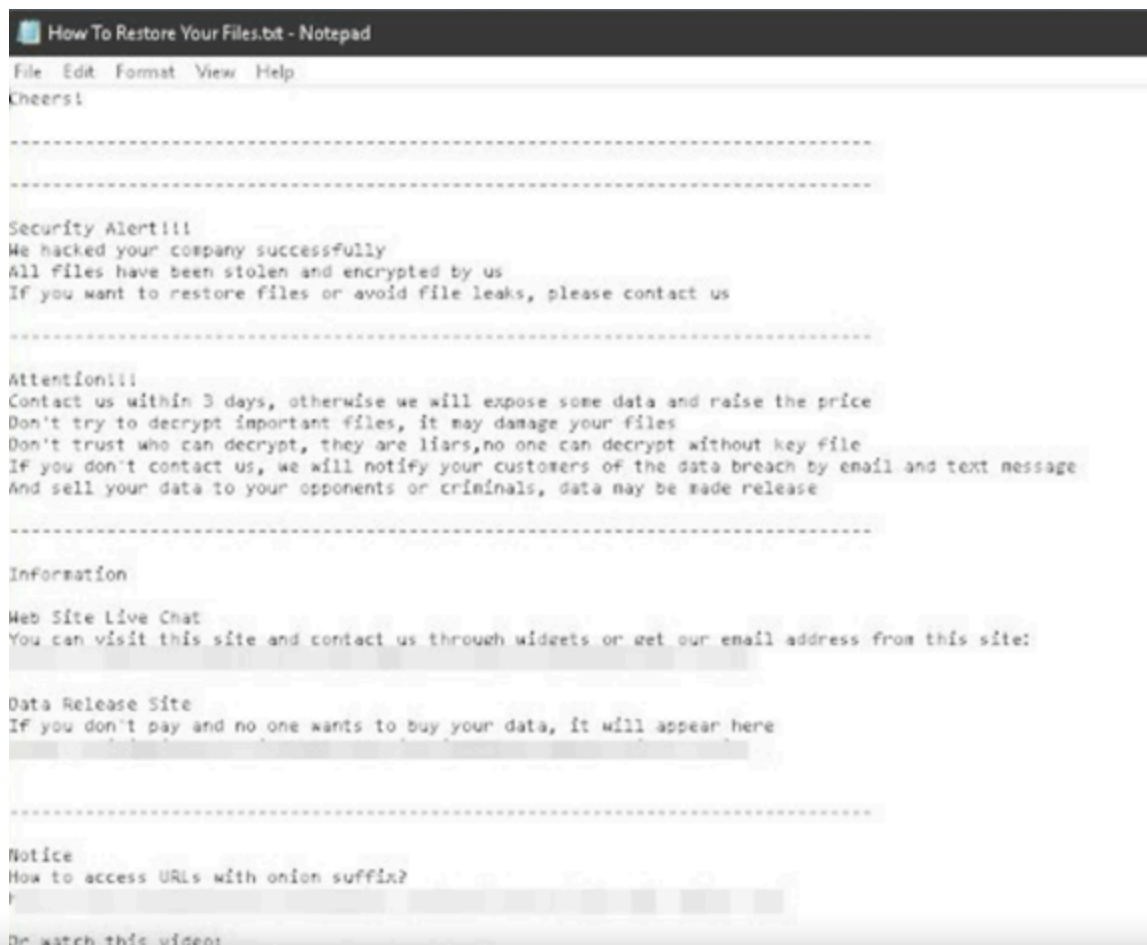 How To Restore Your Files.txt - Notepad
File Edit Format View Help
Cheers!
--------------------------------------------------------------------------------
--------------------------------------------------------------------------------
Security Alert!!!
We hacked your company successfully
All files have been stolen and encrypted by us
If you want to restore files or avoid file leaks, please contact us
--------------------------------------------------------------------------------
Attention!!!
Contact us within 3 days, otherwise we will expose some data and raise the price
Don't try to decrypt important files, it may damage your files
Don't trust who can decrypt, they are liars,no one can decrypt without key file
If you don't contact us, we will notify your customers of the data breach by email and text message
And sell your data to your opponents or criminals, data may be made release
--------------------------------------------------------------------------------
Information
Web Site Live Chat
You can visit this site and contact us through widgets or get our email address from this site:
Data Release Site
If you don't pay and no one wants to buy your data, it will appear here
--------------------------------------------------------------------------------
Notice
How to access URLs with onion suffix?
Or watch this video: